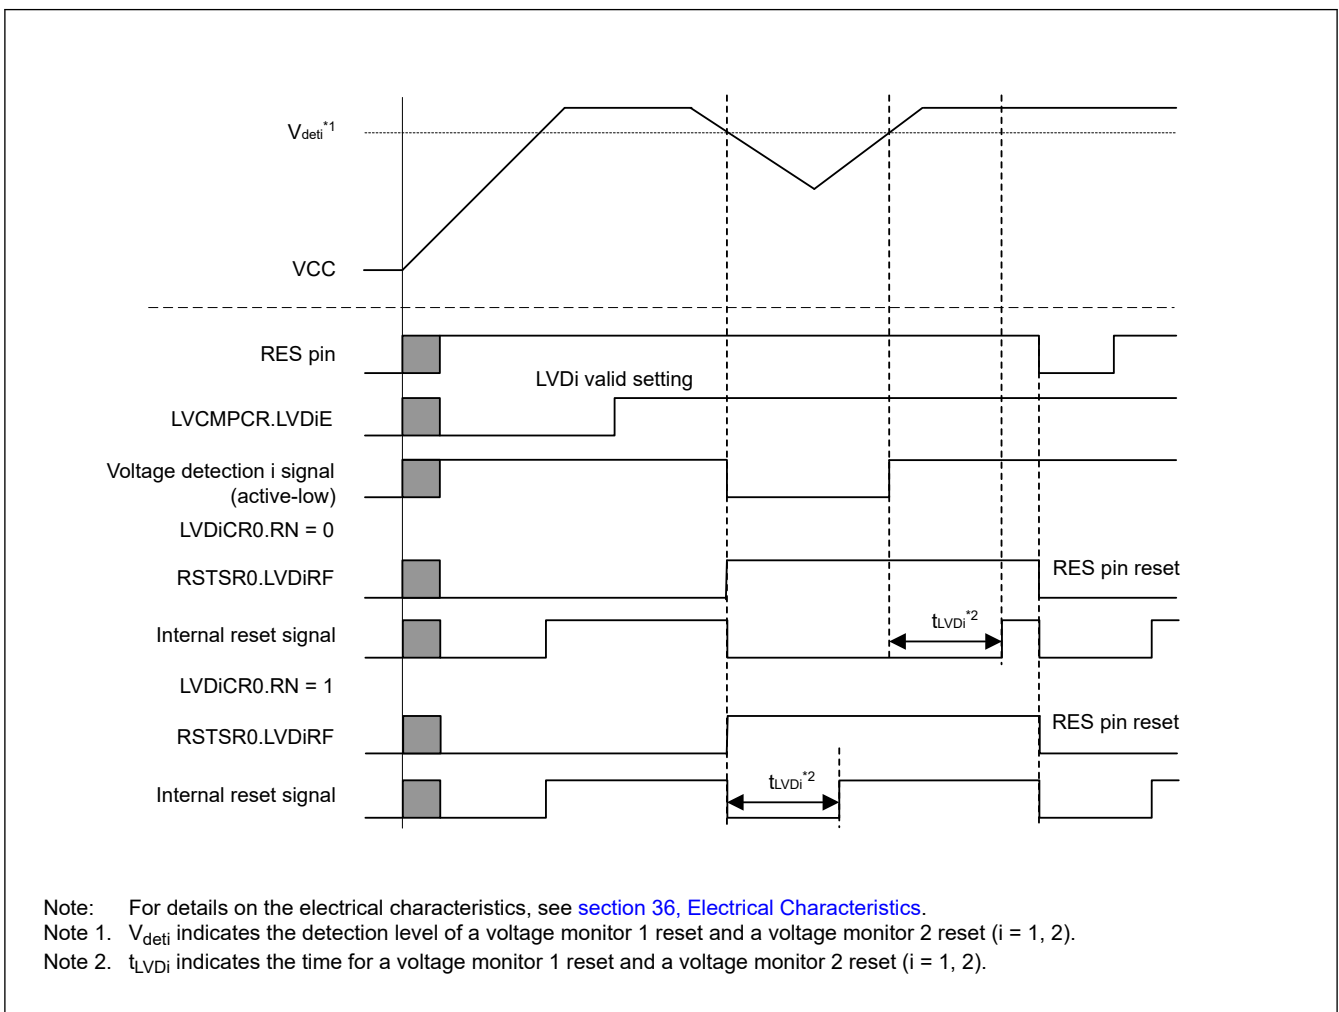 Vdeti*1
VCC
RES pin
LVDi valid setting
LVCMPCR.LVDiE
Voltage detection i signal
(active-low)
LVDiCR0.RN = 0
RSTSR0.LVDiRF
RES pin reset
Internal reset signal
tLVDi*2
LVDiCR0.RN = 1
RSTSR0.LVDiRF
RES pin reset
Internal reset signal
tLVDi*2
Note: For details on the electrical characteristics, see section 36, Electrical Characteristics.
Note 1. Vdeti indicates the detection level of a voltage monitor 1 reset and a voltage monitor 2 reset (i = 1, 2).
Note 2. tLVDi indicates the time for a voltage monitor 1 reset and a voltage monitor 2 reset (i = 1, 2).